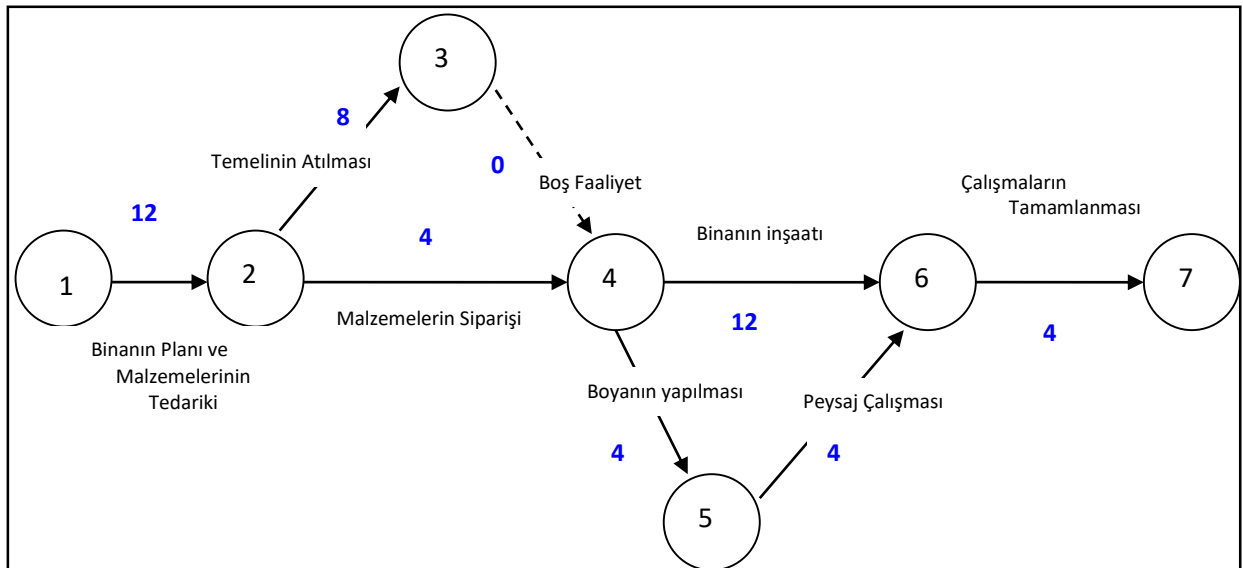 3
8
Temelinin Atılması
0
Boş Faaliyet
Çalışmaların
Tamamlanması
12
4
Binanın inşaatı
1
2
4
6
7
Malzemelerin Siparişi
12
4
Binanın Planı ve
Malzemelerinin
Tedariki
Boyanın yapılması
Peysaj Çalışması
4
4
5